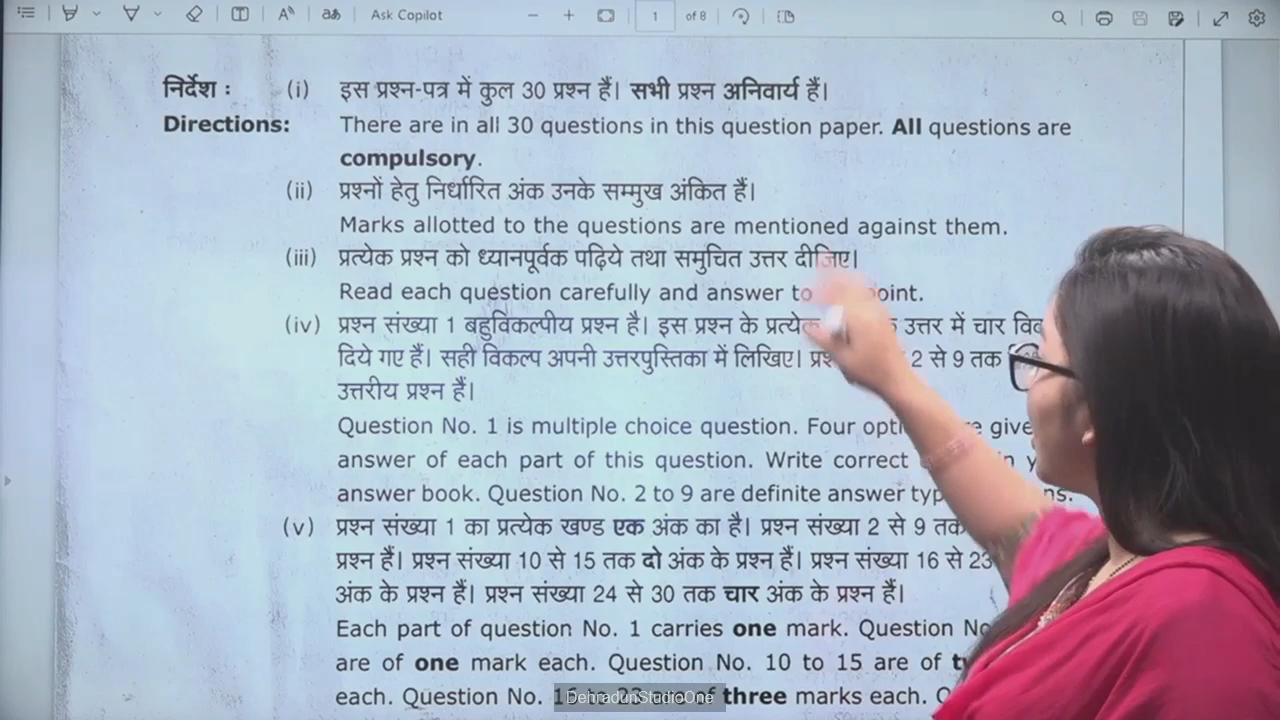 Ask Copilot
1 of 8
निर्देश : (i) इस प्रश्न-पत्र में कुल 30 प्रश्न हैं। सभी प्रश्न अनिवार्य हैं।
Directions: There are in all 30 questions in this question paper. All questions are
compulsory.
(ii) प्रश्नों हेतु निर्धारित अंक उनके सम्मुख अंकित हैं।
Marks allotted to the questions are mentioned against them.
(iii) प्रत्येक प्रश्न को ध्यानपूर्वक पढ़िये तथा समुचित उत्तर दीजिए।
Read each question carefully and answer to
(iv) प्रश्न संख्या 1 बहुविकल्पीय प्रश्न है। इस प्रश्न के उत्तर में चार
दिये गए हैं। सही विकल्प अपनी उत्तरपुस्तिका में लिखिए। 2 से 9 तक
उत्तरीय प्रश्न हैं।
Question No. 1 is multiple choice question. Four
answer of each part of this question. Write correct
answer book. Question No. 2 to 9 are definite answer
(v) प्रश्न संख्या 1 का प्रत्येक खण्ड एक अंक का है। प्रश्न संख्या 2 से 9 तक
प्रश्न हैं। प्रश्न संख्या 10 से 15 तक दो अंक के प्रश्न हैं। प्रश्न संख्या 16 से 23
अंक के प्रश्न हैं। प्रश्न संख्या 24 से 30 तक चार अंक के प्रश्न हैं।
Each part of question No. 1 carries one mark. Question
are of one mark each. Question No. 10 to 15 are of
each. Question No. 16 to 23 are of three marks each.
DehradunStudioOne